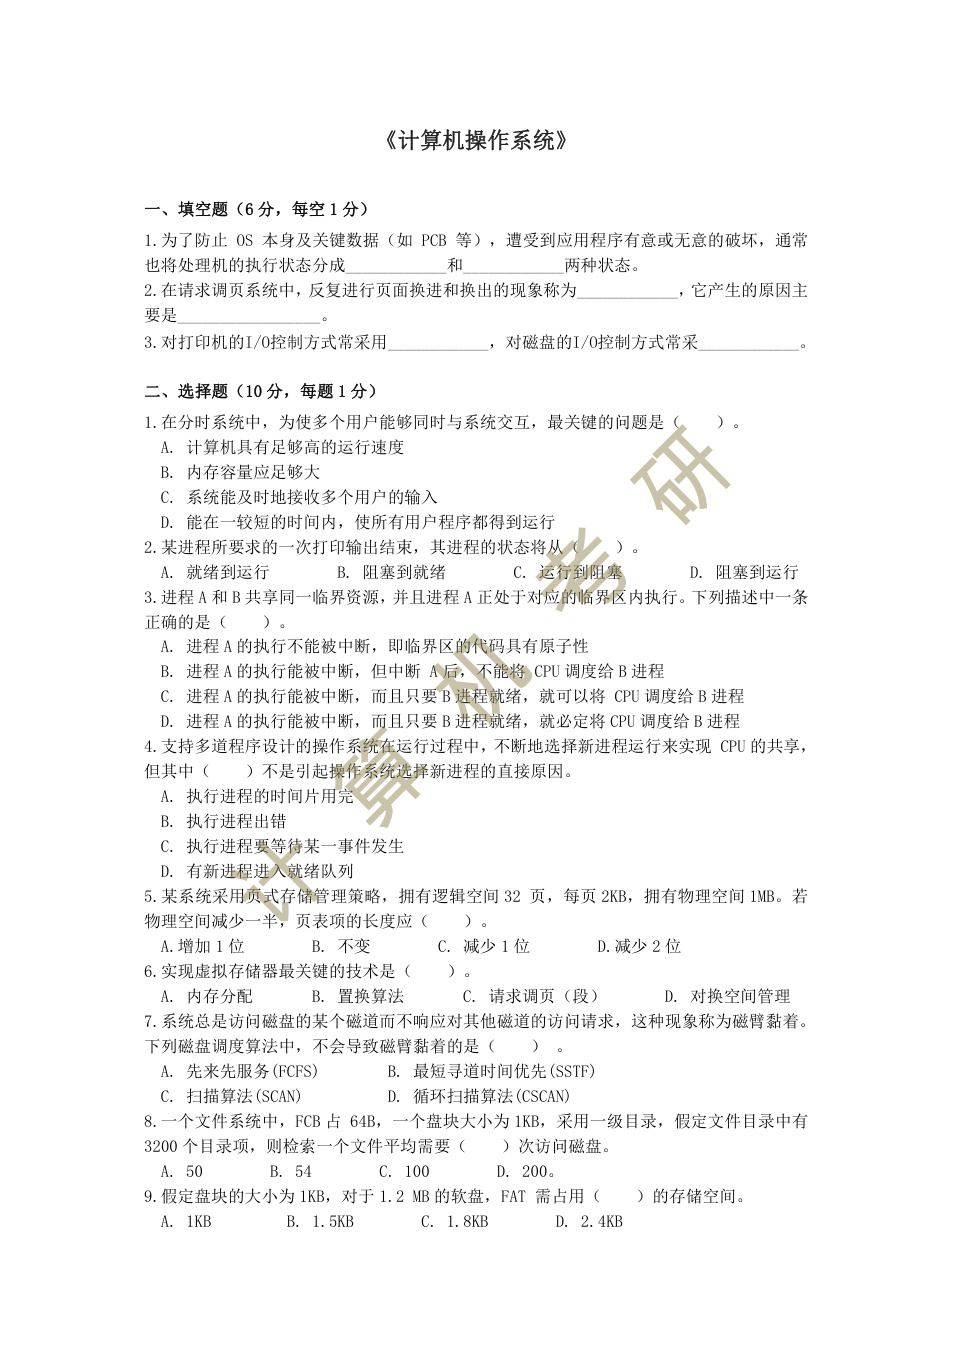 《计算机操作系统》
一、填空题（6 分，每空 1 分）
1.为了防止 OS 本身及关键数据（如 PCB 等），遭受到应用程序有意或无意的破坏，通常
也将处理机的执行状态分成____________和____________两种状态。
2.在请求调页系统中，反复进行页面换进和换出的现象称为____________，它产生的原因主
要是_________________。
3.对打印机的I/O控制方式常采用____________，对磁盘的I/O控制方式常采____________。
二、选择题（10 分，每题 1 分）
1.在分时系统中，为使多个用户能够同时与系统交互，最关键的问题是（    ）。
A. 计算机具有足够高的运行速度
B. 内存容量应足够大
C. 系统能及时地接收多个用户的输入
D. 能在一较短的时间内，使所有用户程序都得到运行
2.某进程所要求的一次打印输出结束，其进程的状态将从（    ）。
A. 就绪到运行 B. 阻塞到就绪 C. 运行到阻塞 D. 阻塞到运行
3.进程 A 和 B 共享同一临界资源，并且进程 A 正处于对应的临界区内执行。下列描述中一条
正确的是（    ）。
A. 进程 A 的执行不能被中断，即临界区的代码具有原子性
B. 进程 A 的执行能被中断，但中断 A 后，不能将 CPU 调度给 B 进程
C. 进程 A 的执行能被中断，而且只要 B 进程就绪，就可以将 CPU 调度给 B 进程
D. 进程 A 的执行能被中断，而且只要 B 进程就绪，就必定将 CPU 调度给 B 进程
4.支持多道程序设计的操作系统在运行过程中，不断地选择新进程运行来实现 CPU 的共享，
但其中（    ）不是引起操作系统选择新进程的直接原因。
A. 执行进程的时间片用完
B. 执行进程出错
C. 执行进程要等待某一事件发生
D. 有新进程进入就绪队列
5.某系统采用页式存储管理策略，拥有逻辑空间 32 页，每页 2KB，拥有物理空间 1MB。若
物理空间减少一半，页表项的长度应（    ）。
A.增加 1 位 B. 不变 C. 减少 1 位 D.减少 2 位
6.实现虚拟存储器最关键的技术是（    ）。
A. 内存分配 B. 置换算法 C. 请求调页（段） D. 对换空间管理
7.系统总是访问磁盘的某个磁道而不响应对其他磁道的访问请求，这种现象称为磁臂黏着。
下列磁盘调度算法中，不会导致磁臂黏着的是（    ） 。
A. 先来先服务(FCFS) B. 最短寻道时间优先(SSTF)
C. 扫描算法(SCAN) D. 循环扫描算法(CSCAN)
8.一个文件系统中，FCB 占 64B，一个盘块大小为 1KB，采用一级目录，假定文件目录中有
3200 个目录项，则检索一个文件平均需要（    ）次访问磁盘。
A. 50 B. 54 C. 100 D. 200。
9.假定盘块的大小为 1KB，对于 1.2 MB 的软盘，FAT 需占用（    ）的存储空间。
A. 1KB B. 1.5KB C. 1.8KB D. 2.4KB
计算机考研